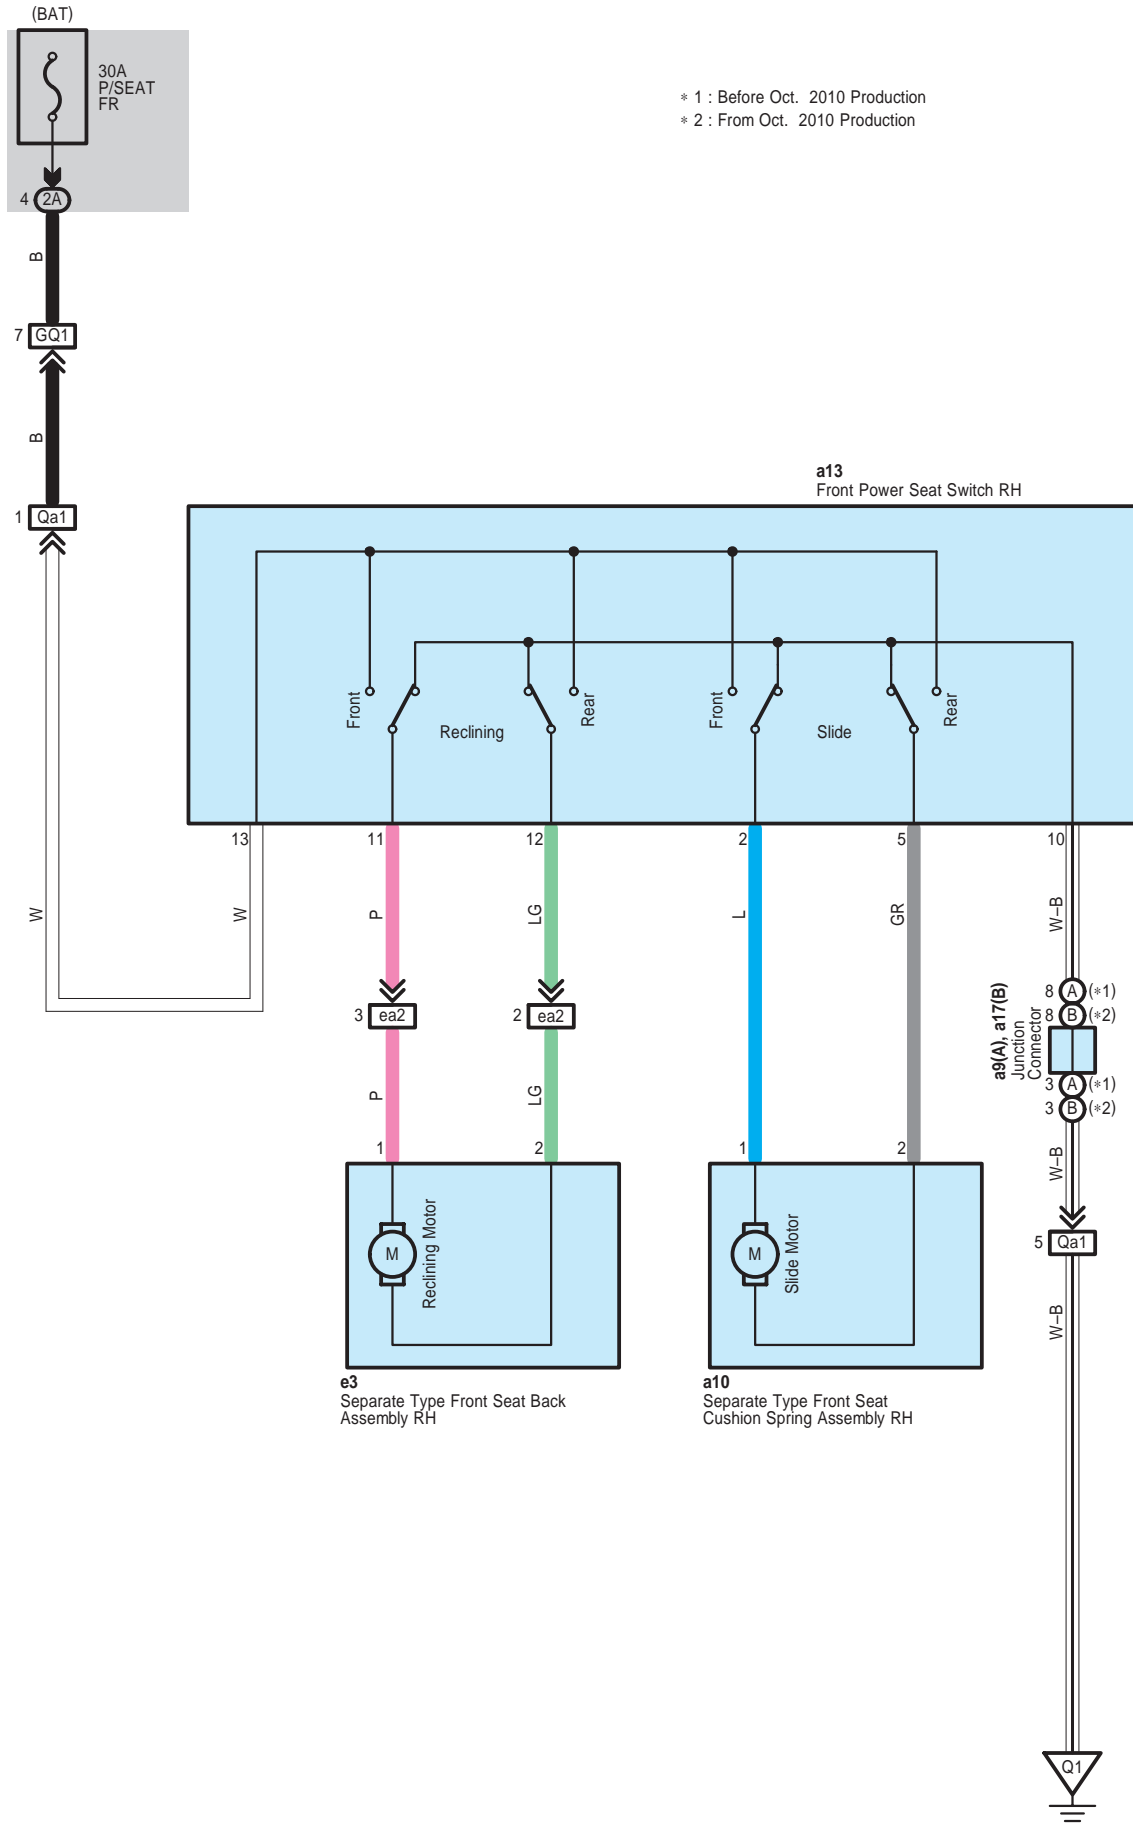 (BAT)
30A
P/SEAT
FR
4 2A
B
7 GQ1
B
1 Qa1
W
W
* 1 : Before Oct. 2010 Production
* 2 : From Oct. 2010 Production
a13
Front Power Seat Switch RH
Front
Reclining
Rear
Front
Slide
Rear
13
11
12
2
5
10
P
LG
L
GR
W–B
3 ea2
2 ea2
8 A (*1)
8 B (*2)
a9(A), a17(B)
Junction
Connector
3 A (*1)
3 B (*2)
P
LG
W–B
1
2
1
2
M
Reclining Motor
M
Slide Motor
5 Qa1
W–B
e3
Separate Type Front Seat Back
Assembly RH
a10
Separate Type Front Seat
Cushion Spring Assembly RH
Q1